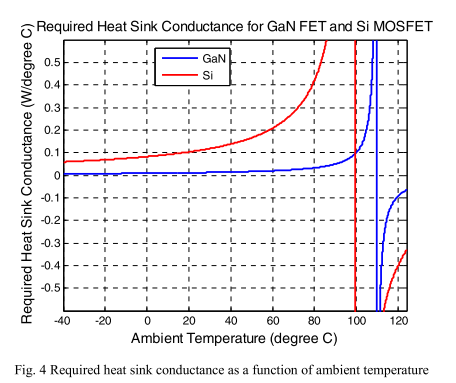 Required Heat Sink Conductance for GaN FET and Si MOSFET
Required Heat Sink Conductance (W/degree C)
0.5
0.4
0.3
0.2
0.1
0
-0.1
-0.2
-0.3
-0.4
-0.5
GaN
Si
-40 -20 0 20 40 60 80 100 120
Ambient Temperature (degree C)
Fig. 4 Required heat sink conductance as a function of ambient temperature